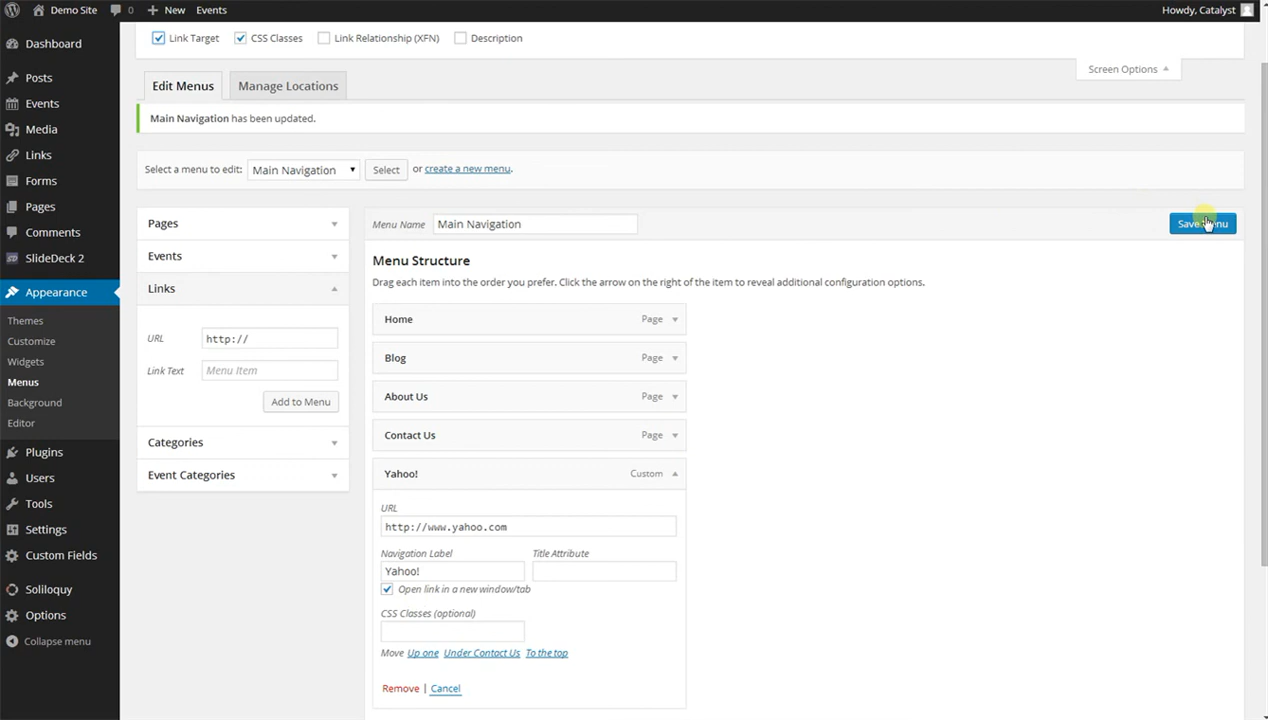 Demo Site 0 New Events Howdy, Catalyst
Link Target CSS Classes Link Relationship (XFN) Description
Screen Options
Edit Menus Manage Locations
Main Navigation has been updated.
Select a menu to edit: Main Navigation Select or create a new menu.
Dashboard
Posts
Events
Media
Links
Forms
Pages
Comments
SlideDeck 2
Appearance
Themes
Customize
Widgets
Menus
Background
Editor
Plugins
Users
Tools
Settings
Custom Fields
Soliloquy
Options
Collapse menu
Pages
Events
Links
URL http://
Link Text Menu Item
Add to Menu
Categories
Event Categories
Menu Name Main Navigation Save Menu
Menu Structure
Drag each item into the order you prefer. Click the arrow on the right of the item to reveal additional configuration options.
Home Page
Blog Page
About Us Page
Contact Us Page
Yahoo! Custom
URL
http://www.yahoo.com
Navigation Label Title Attribute
Yahoo!
Open link in a new window/tab
CSS Classes (optional)
Move Up one Under Contact Us To the top
Remove | Cancel